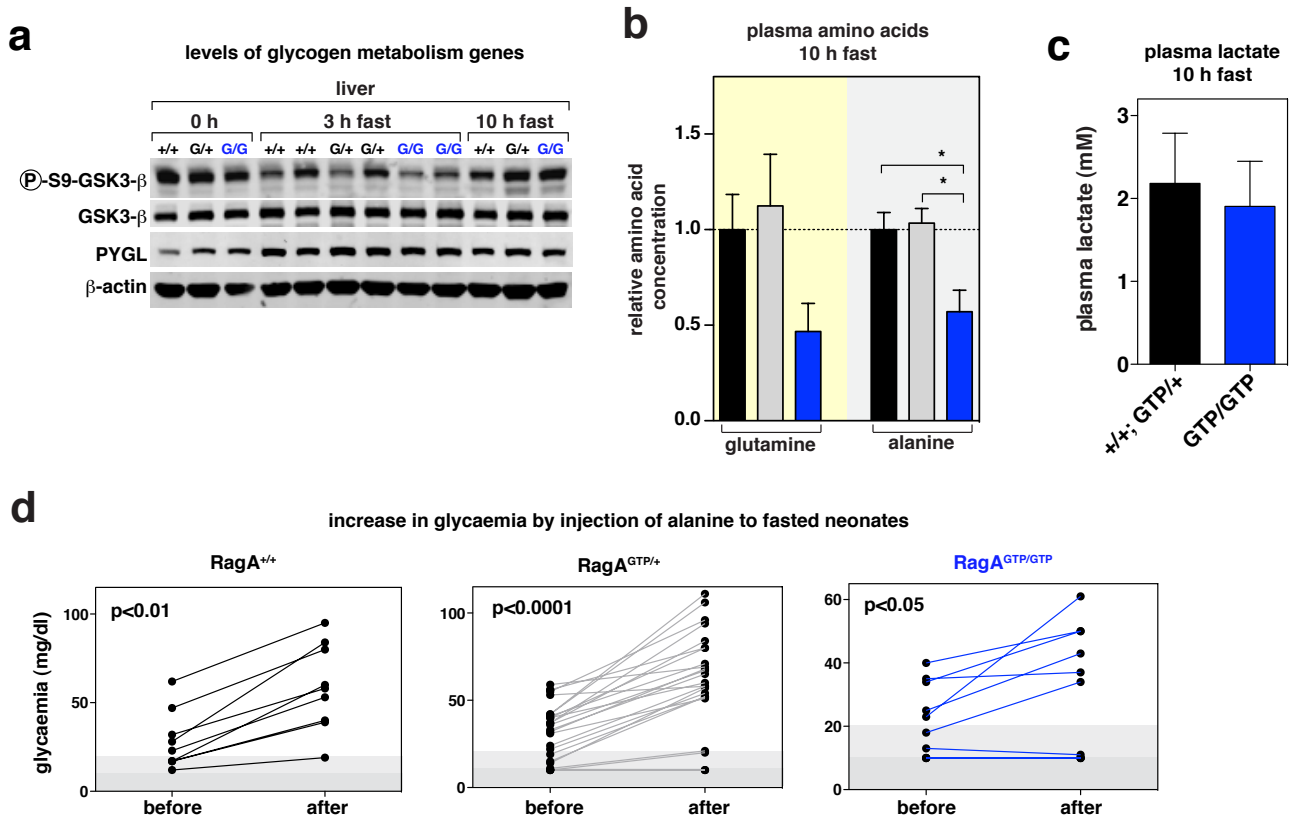 a
levels of glycogen metabolism genes
liver
0 h 3 h fast 10 h fast
+/+ G/+ G/G +/+ +/+ G/+ G/+ G/G G/G +/+ G/+ G/G
Ⓟ-S9-GSK3-β
GSK3-β
PYGL
β-actin
b
plasma amino acids
10 h fast
relative amino acid
concentration
1.5
1.0
0.5
0.0
*
*
glutamine alanine
c
plasma lactate
10 h fast
plasma lactate (mM)
3
2
1
0
+/+; GTP/+
GTP/GTP
d
increase in glycaemia by injection of alanine to fasted neonates
RagA+/+
glycaemia (mg/dl)
p<0.01
100
50
0
before after
RagAGTP/+
p<0.0001
100
50
0
before after
RagAGTP/GTP
p<0.05
60
40
20
0
before after